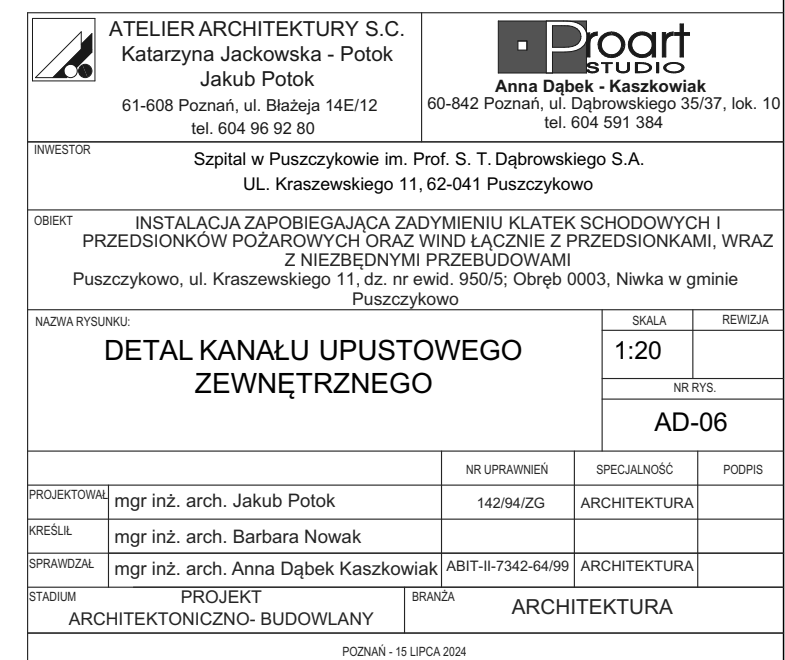 ATELIER ARCHITEKTURY S.C.
Katarzyna Jackowska - Potok
Jakub Potok
61-608 Poznań, ul. Błażeja 14E/12
tel. 604 96 92 80
Proart
STUDIO
Anna Dąbek - Kaszkowiak
60-842 Poznań, ul. Dąbrowskiego 35/37, lok. 10
tel. 604 591 384
INWESTOR
Szpital w Puszczykowie im. Prof. S. T. Dąbrowskiego S.A.
UL. Kraszewskiego 11, 62-041 Puszczykowo
OBIEKT
INSTALACJA ZAPOBIEGAJĄCA ZADYMIENIU KLATEK SCHODOWYCH I
PRZEDSIONKÓW POŻAROWYCH ORAZ WIND ŁĄCZNIE Z PRZEDSIONKAMI, WRAZ
Z NIEZBĘDNYMI PRZEBUDOWAMI
Puszczykowo, ul. Kraszewskiego 11, dz. nr ewid. 950/5; Obręb 0003, Niwka w gminie
Puszczykowo
NAZWA RYSUNKU:
DETAL KANAŁU UPUSTOWEGO
ZEWNĘTRZNEGO
SKALA
REWIZJA
1:20
NR RYS.
AD-06
NR UPRAWNIEŃ
SPECJALNOŚĆ
PODPIS
PROJEKTOWAŁ
mgr inż. arch. Jakub Potok
142/94/ZG
ARCHITEKTURA
KREŚLIŁ
mgr inż. arch. Barbara Nowak
SPRAWDZAŁ
mgr inż. arch. Anna Dąbek Kaszkowiak
ABIT-II-7342-64/99
ARCHITEKTURA
STADIUM
PROJEKT
ARCHITEKTONICZNO- BUDOWLANY
BRANŻA
ARCHITEKTURA
POZNAŃ - 15 LIPCA 2024